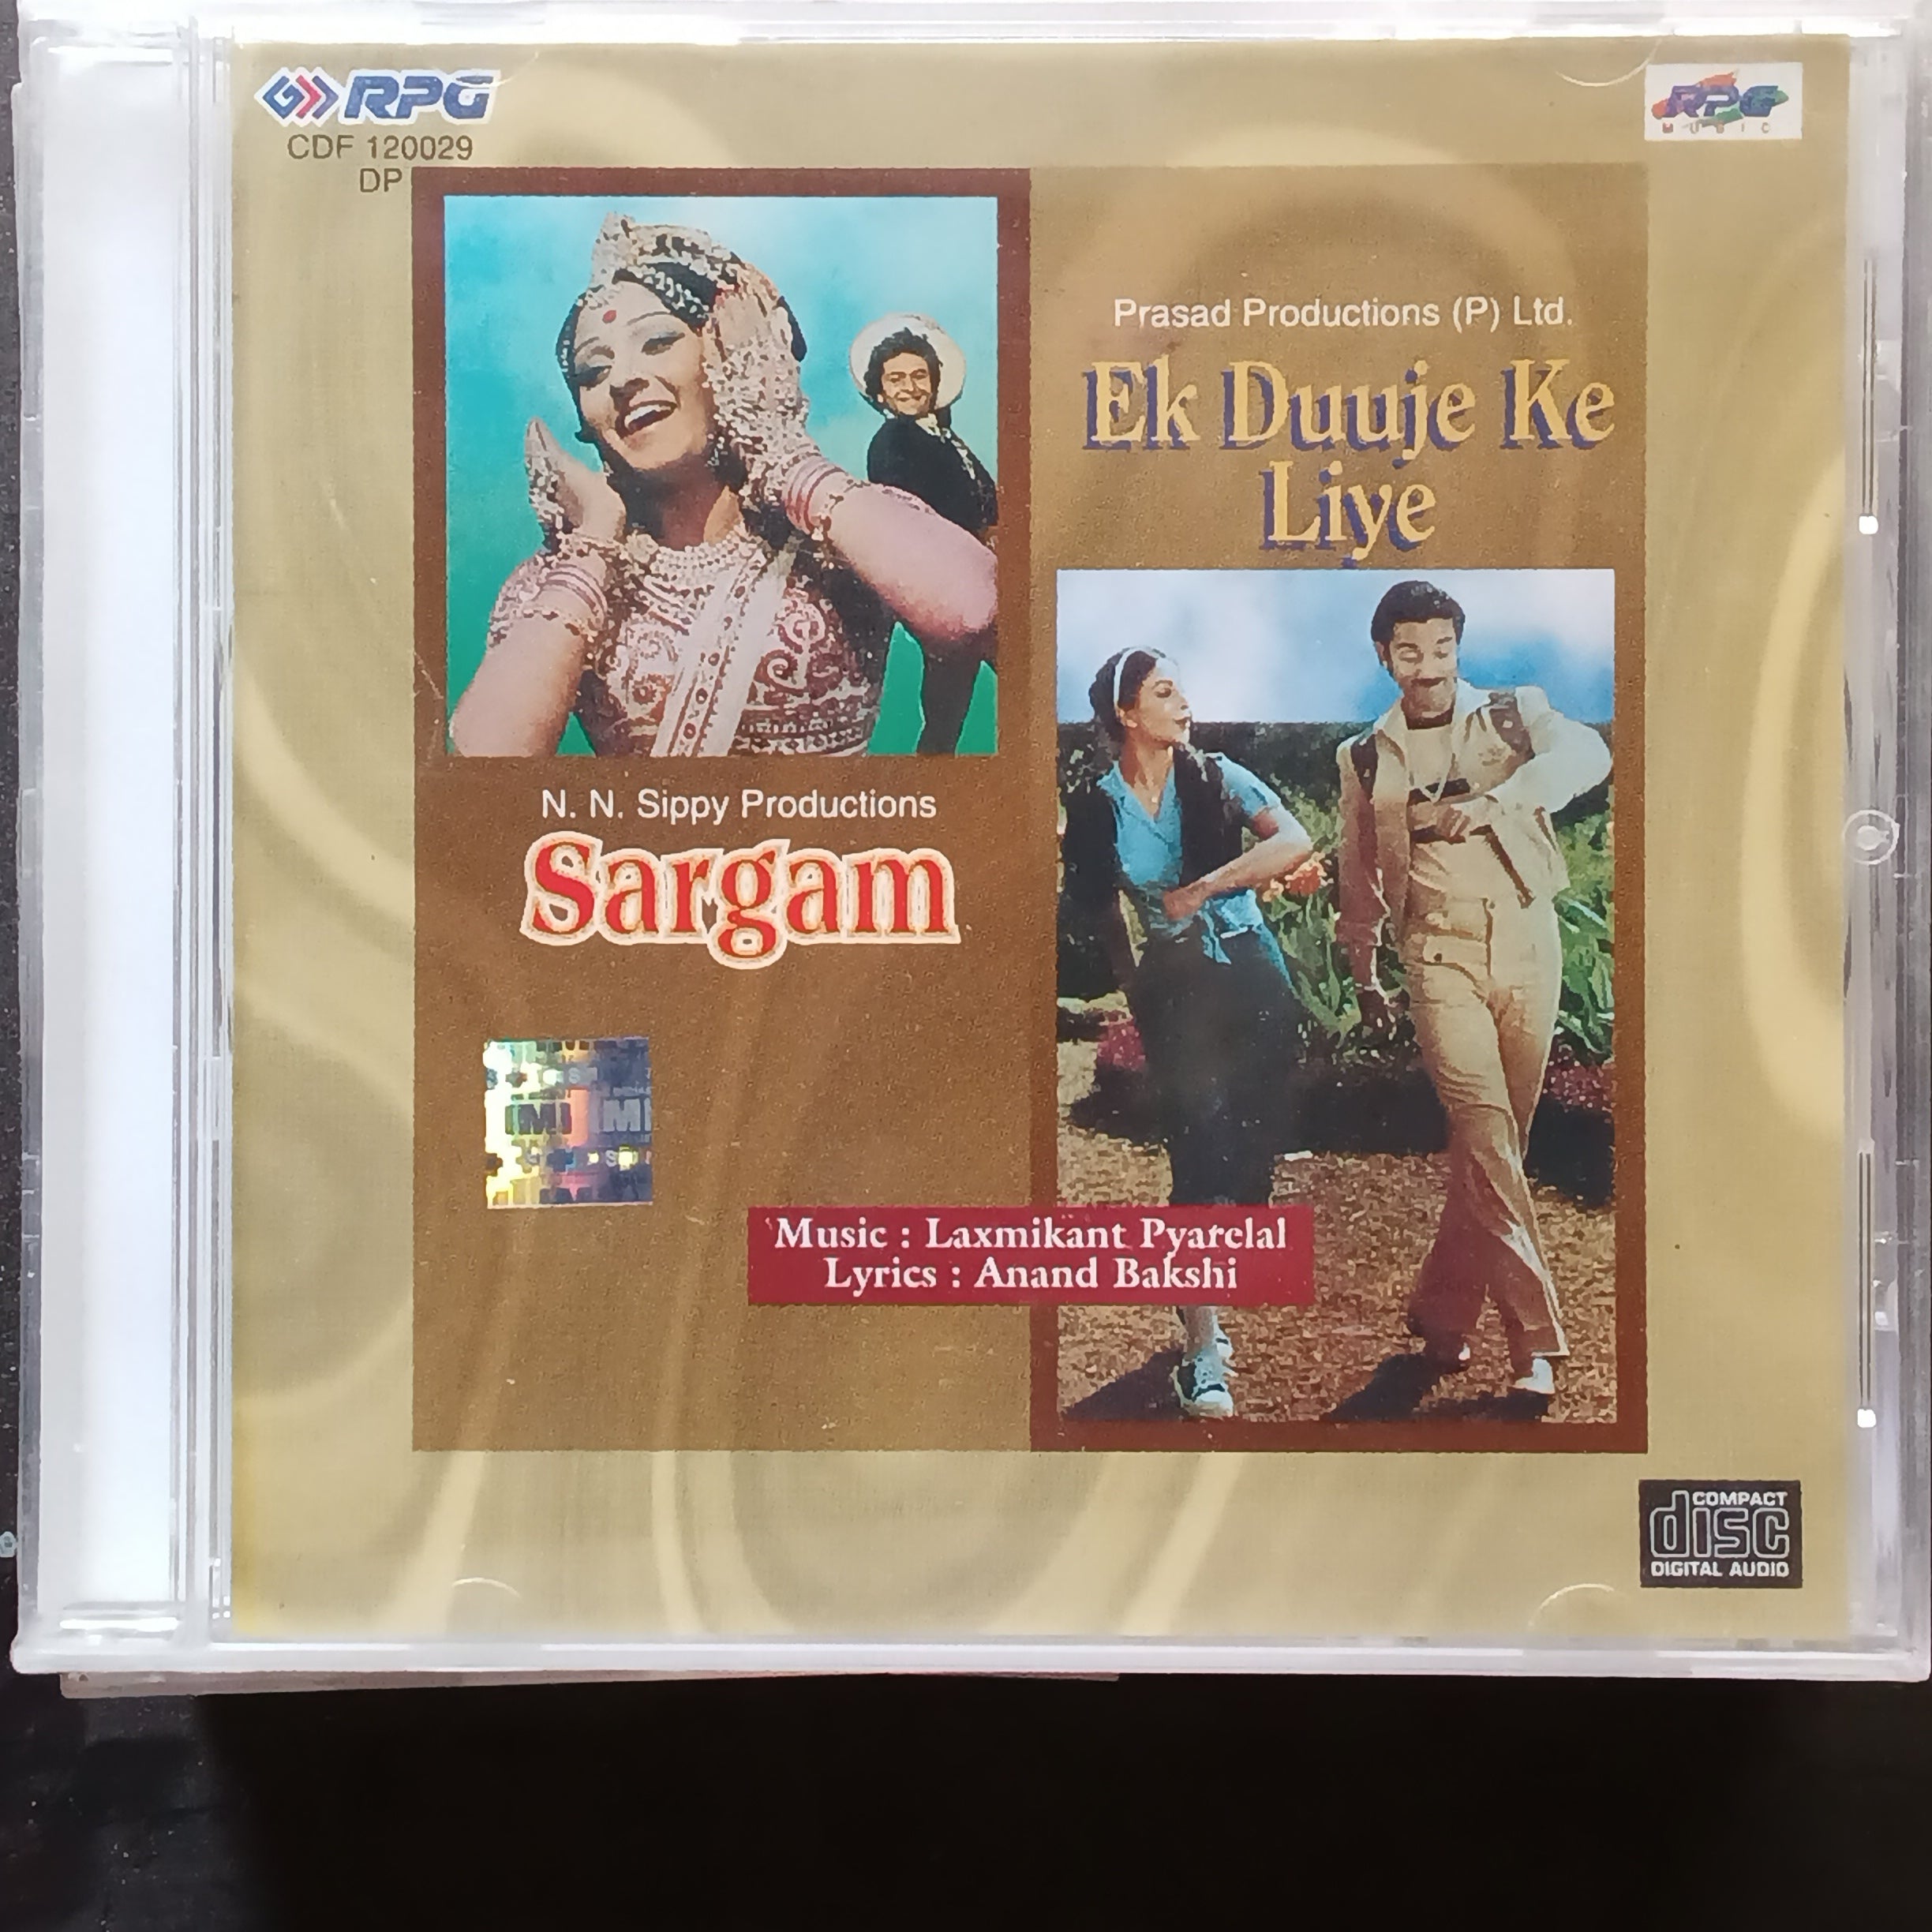 RPG
CDF 120029
DP
RPG
MUSIC
Prasad Productions (P) Ltd.
Ek Duuje Ke
Liye
N. N. Sippy Productions
Sargam
IMI
Music : Laxmikant Pyarelal
Lyrics : Anand Bakshi
COMPACT
disc
DIGITAL AUDIO